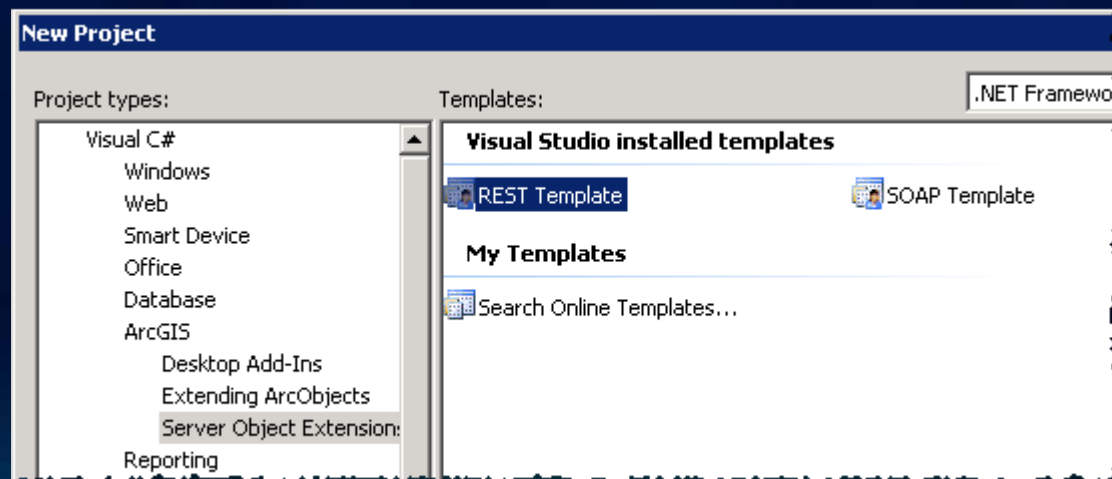 New Project
Project types:
Templates:
.NET Framewo
Visual C#
Windows
Web
Smart Device
Office
Database
ArcGIS
Desktop Add-Ins
Extending ArcObjects
Server Object Extension
Reporting
Visual Studio installed templates
REST Template
SOAP Template
My Templates
Search Online Templates...